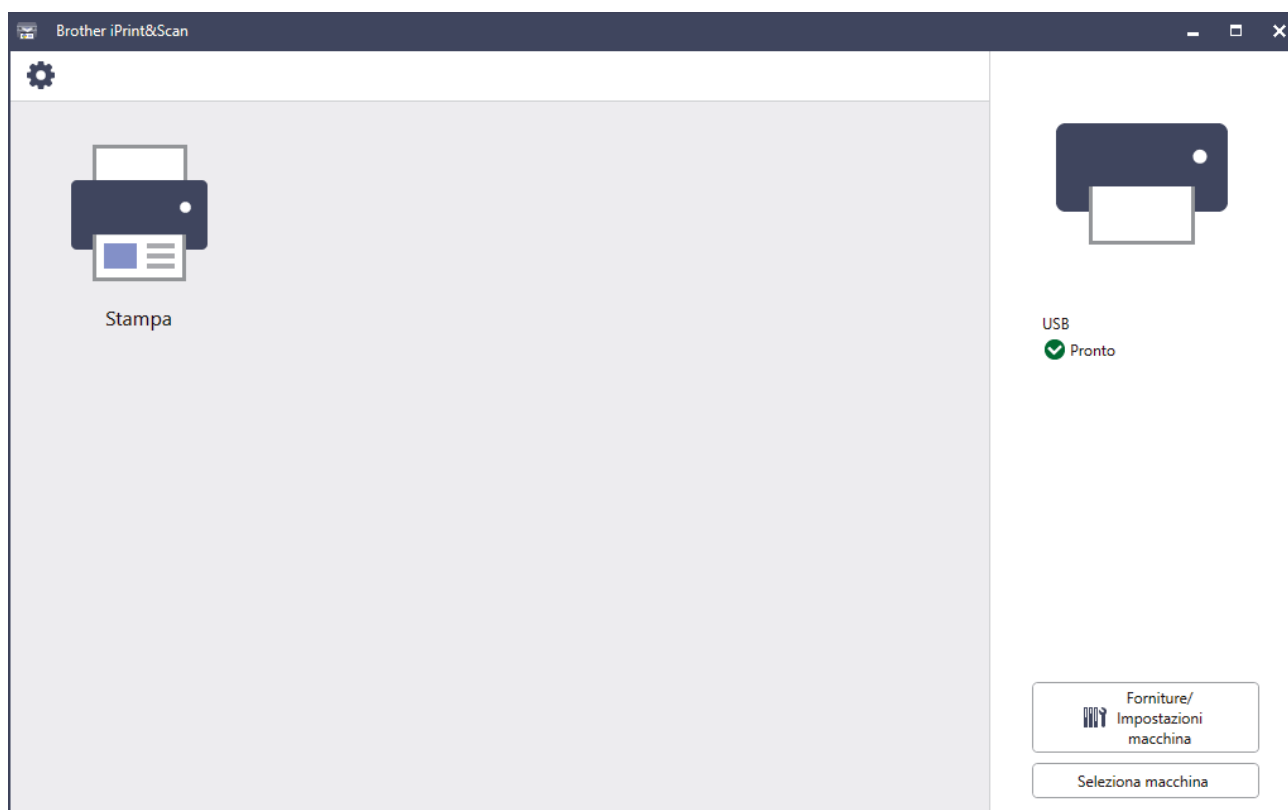 Brother iPrint&Scan
Stampa
USB
Pronto
Forniture/
Impostazioni
macchina
Seleziona macchina